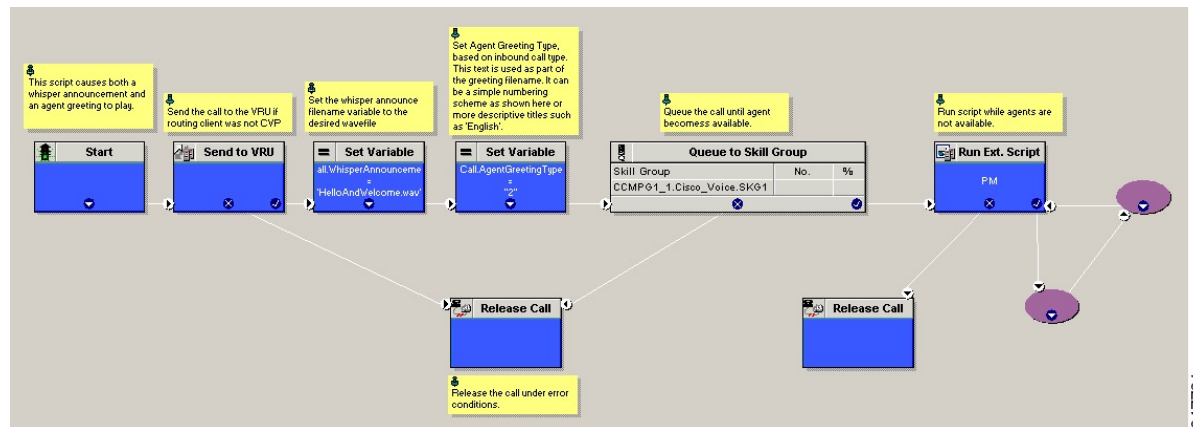 This script causes both a
whisper announcement and
an agent greeting to play.
Send the call to the VRU if
routing client was not CVP
Set the whisper announce
filename variable to the
desired wavefile
Set Agent Greeting Type,
based on inbound call type.
This text is used as part of
the greeting filename. It can
be a simple numbering
scheme as shown here or
more descriptive titles such
as 'English'.
Queue the call until agent
becomess available.
Run script while agents are
not available.
Start
Send to VRU
Set Variable
all.WhisperAnnounceme
=
'HelloAndWelcome.wav'
Set Variable
Call.AgentGreetingType
=
"2"
Queue to Skill Group
Skill Group No. %
CCMPG1_1.Cisco_Voice.SKG1
Run Ext. Script
PM
Release Call
Release Call
Release the call under error
conditions.